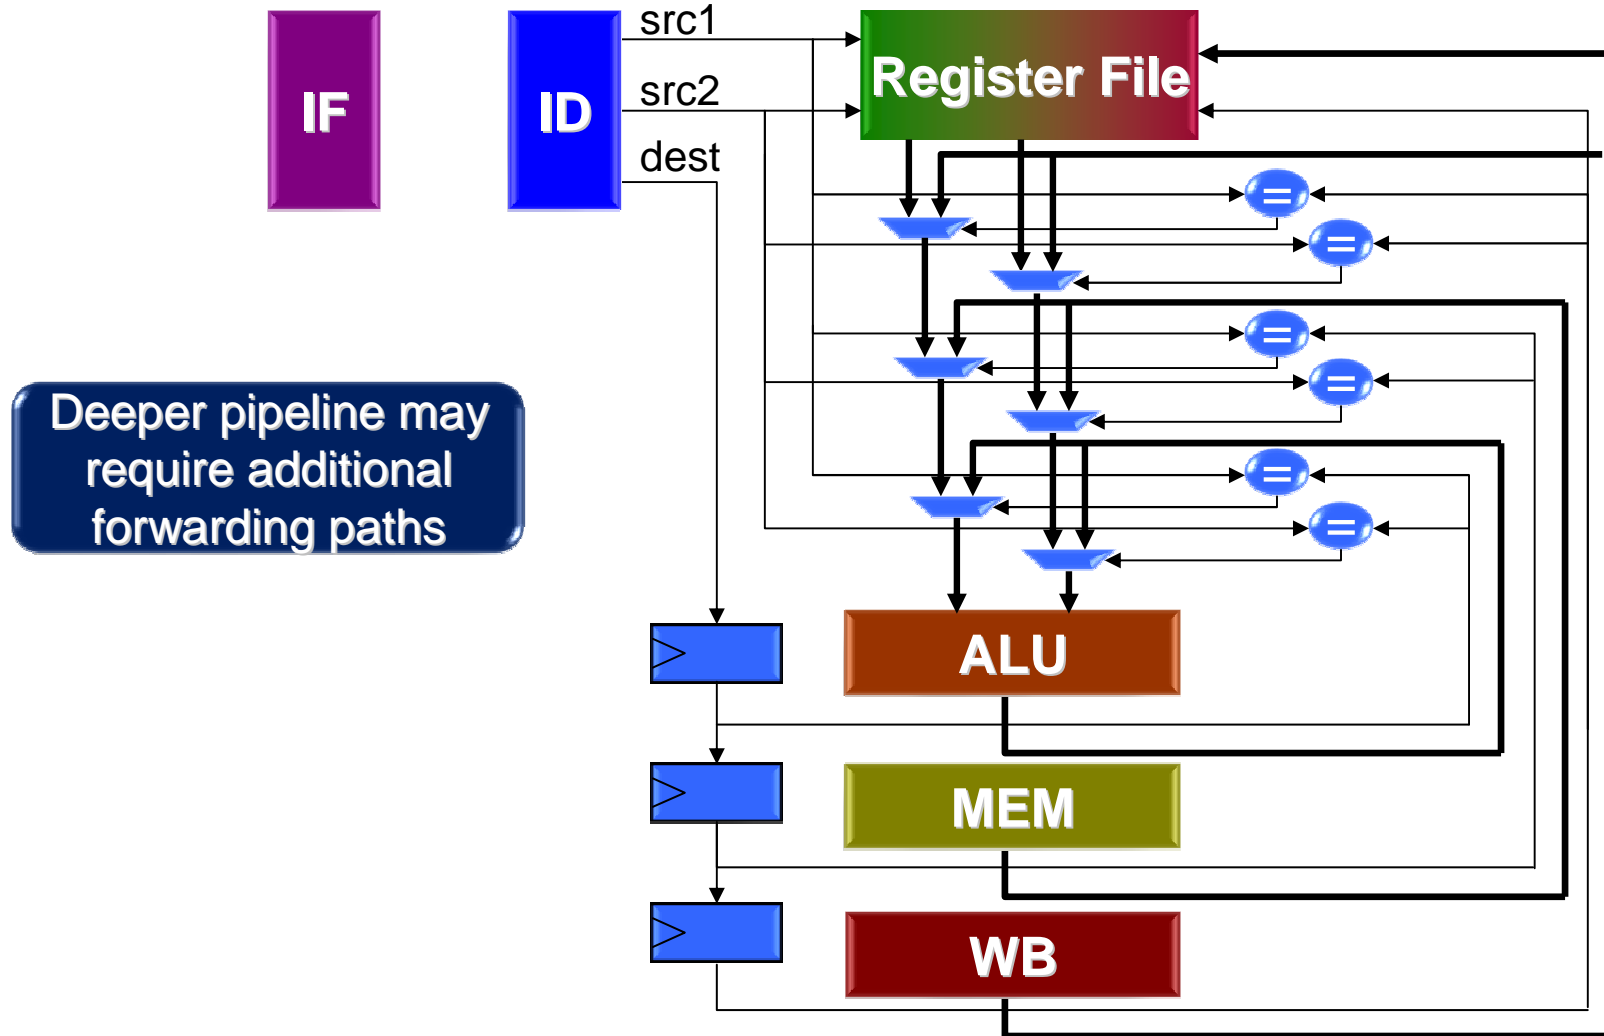 src1
Register File
IF
ID
src2
dest
=
=
=
Deeper pipeline may
require additional
forwarding paths
=
=
=
ALU
MEM
WB